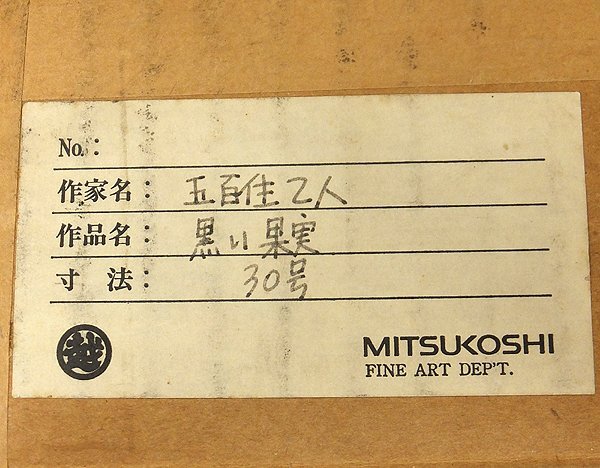 No.:
作家名: 五百住乙人
作品名: 黒い果実
寸 法: 30号
越
MITSUKOSHI
FINE ART DEP'T.